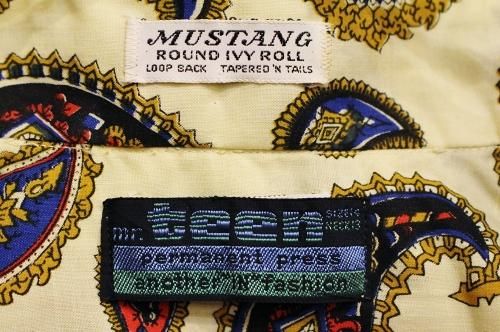 MUSTANG
ROUND IVY ROLL
LOOP BACK TAPERED 'N TAILS
mr. teen
permanent press
another 'N fashion